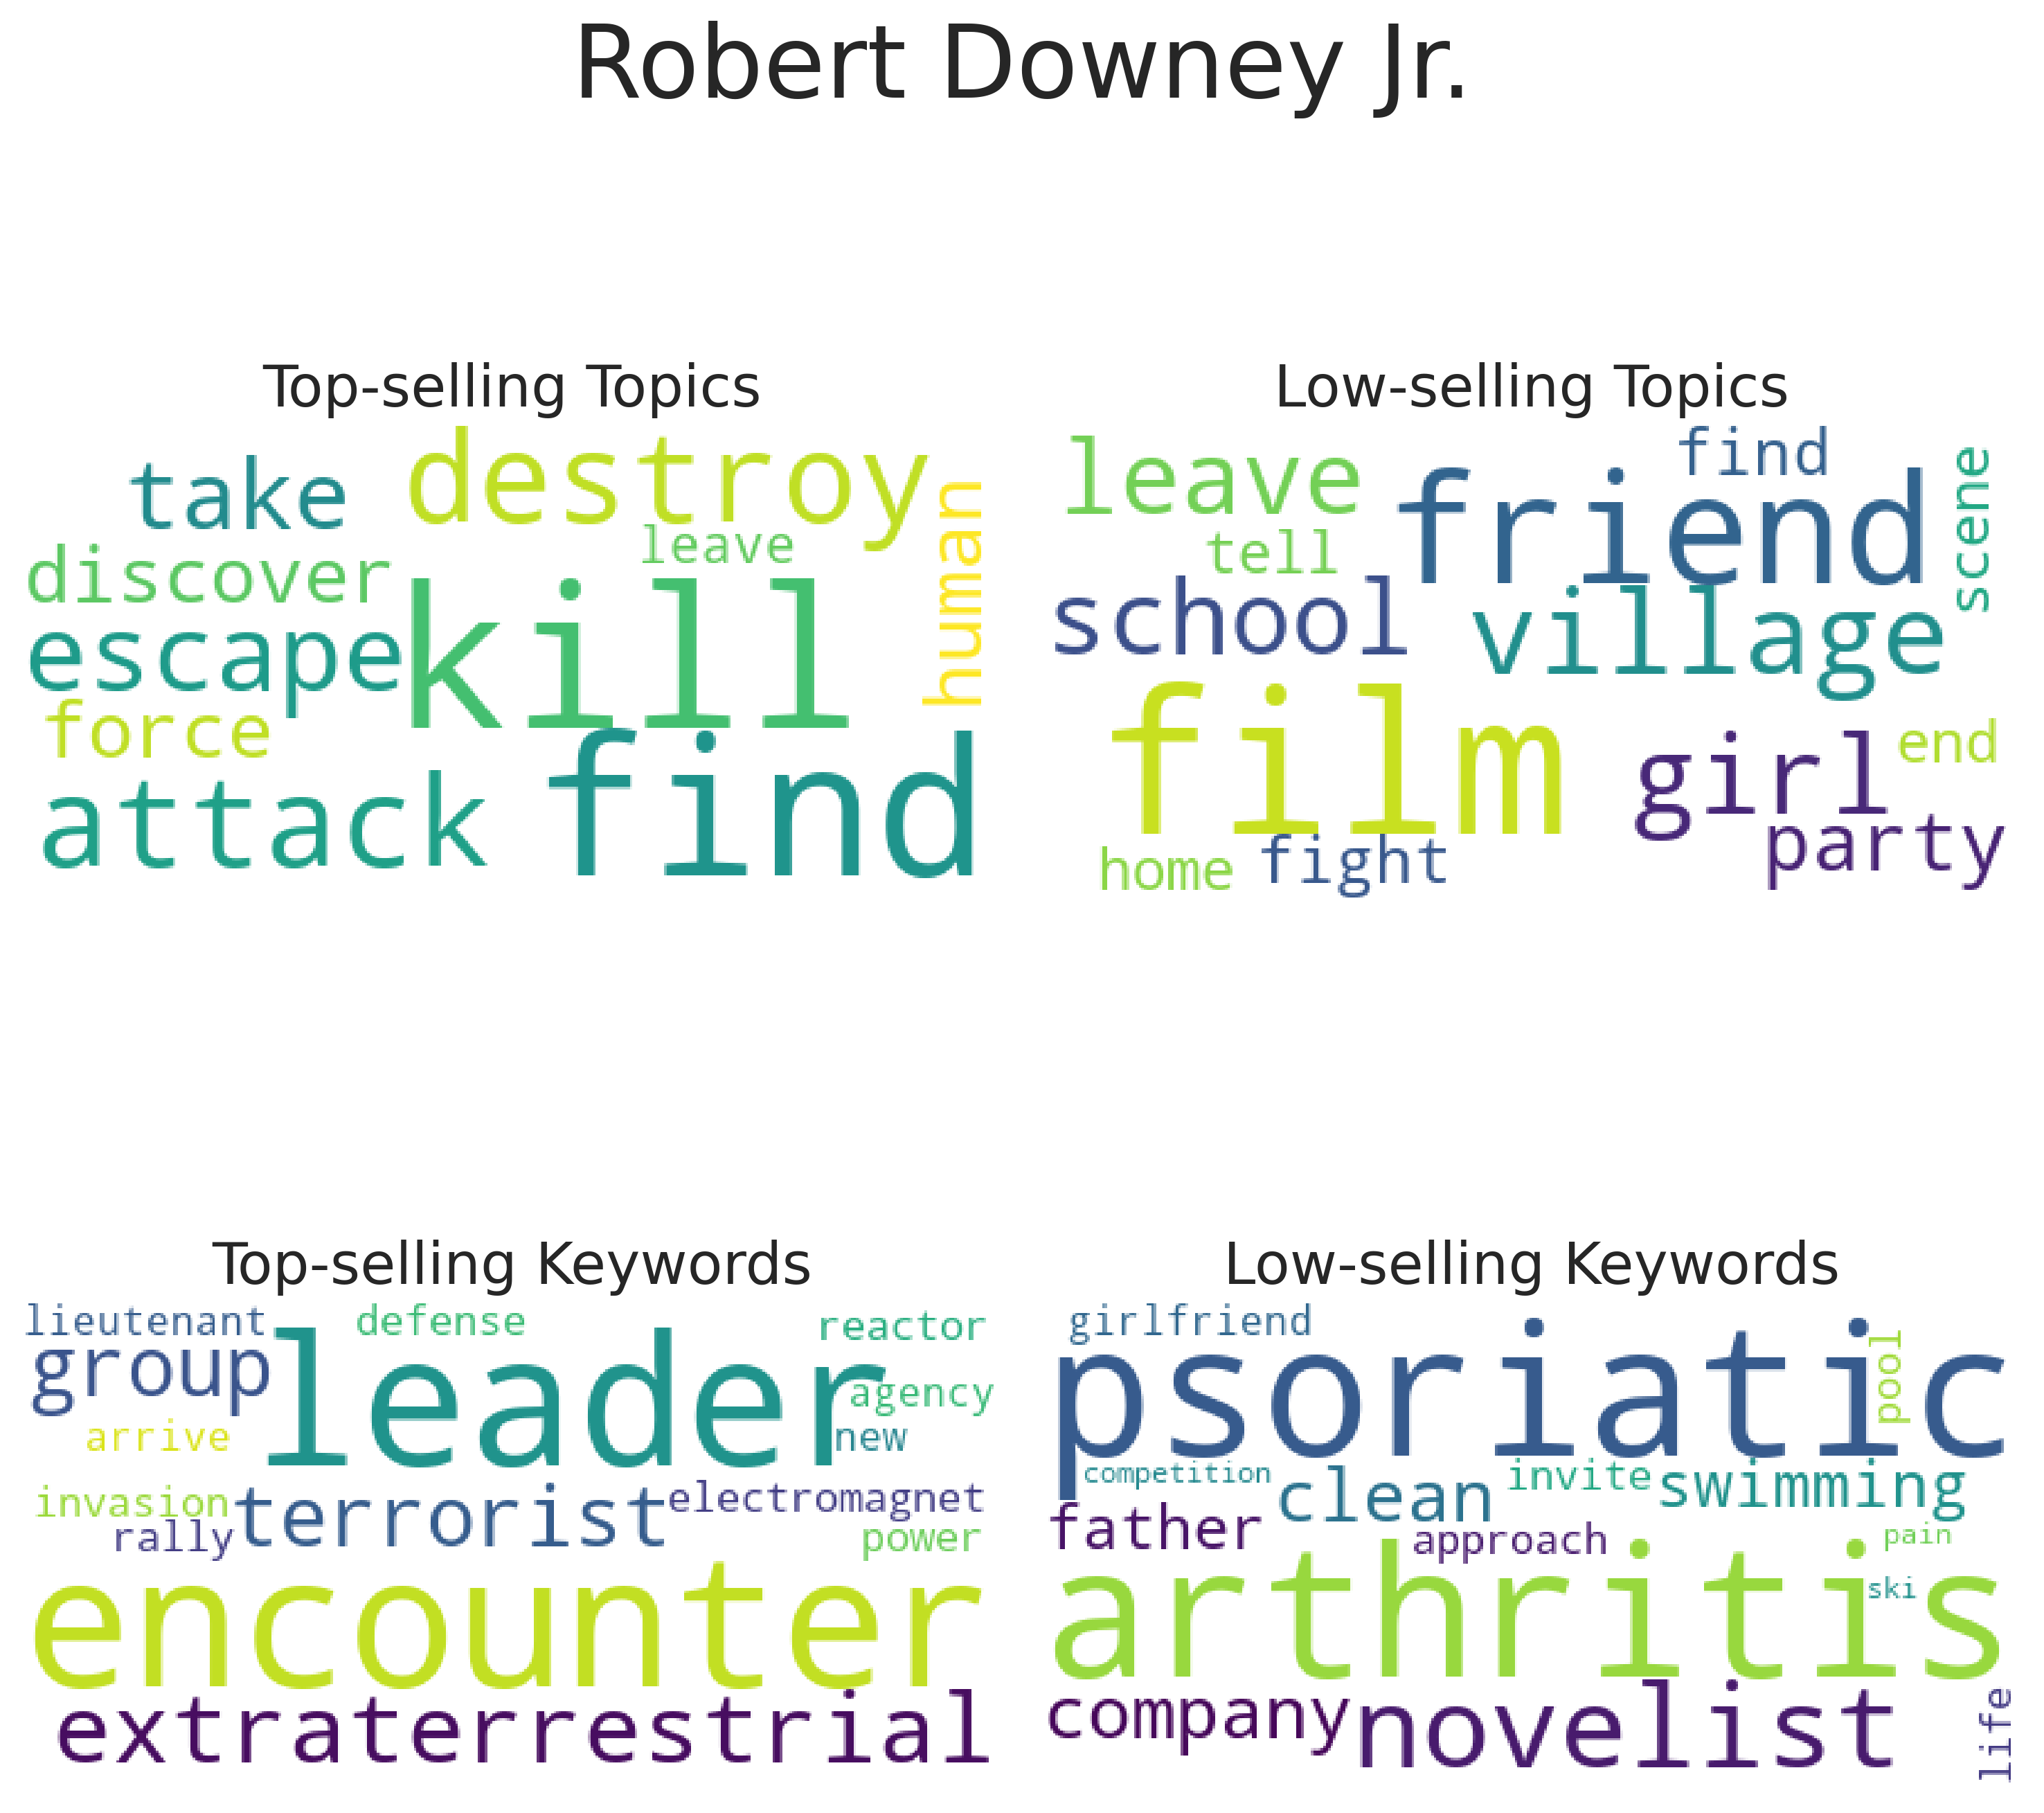 Robert Downey Jr.
Top-selling Topics
take
destroy
human
discover
leave
escape
kill
force
attack
find
Low-selling Topics
leave
find
friend
scene
tell
school
village
film
girl
end
party
home
fight
Top-selling Keywords
lieutenant
defense
reactor
group
leader
agency
arrive
new
invasion
terrorist
electromagnet
rally
power
encounter
extraterrestrial
Low-selling Keywords
girlfriend
psoriatic
pool
competition
clean
invite
swimming
father
approach
pain
arthritis
ski
company
novelist
life